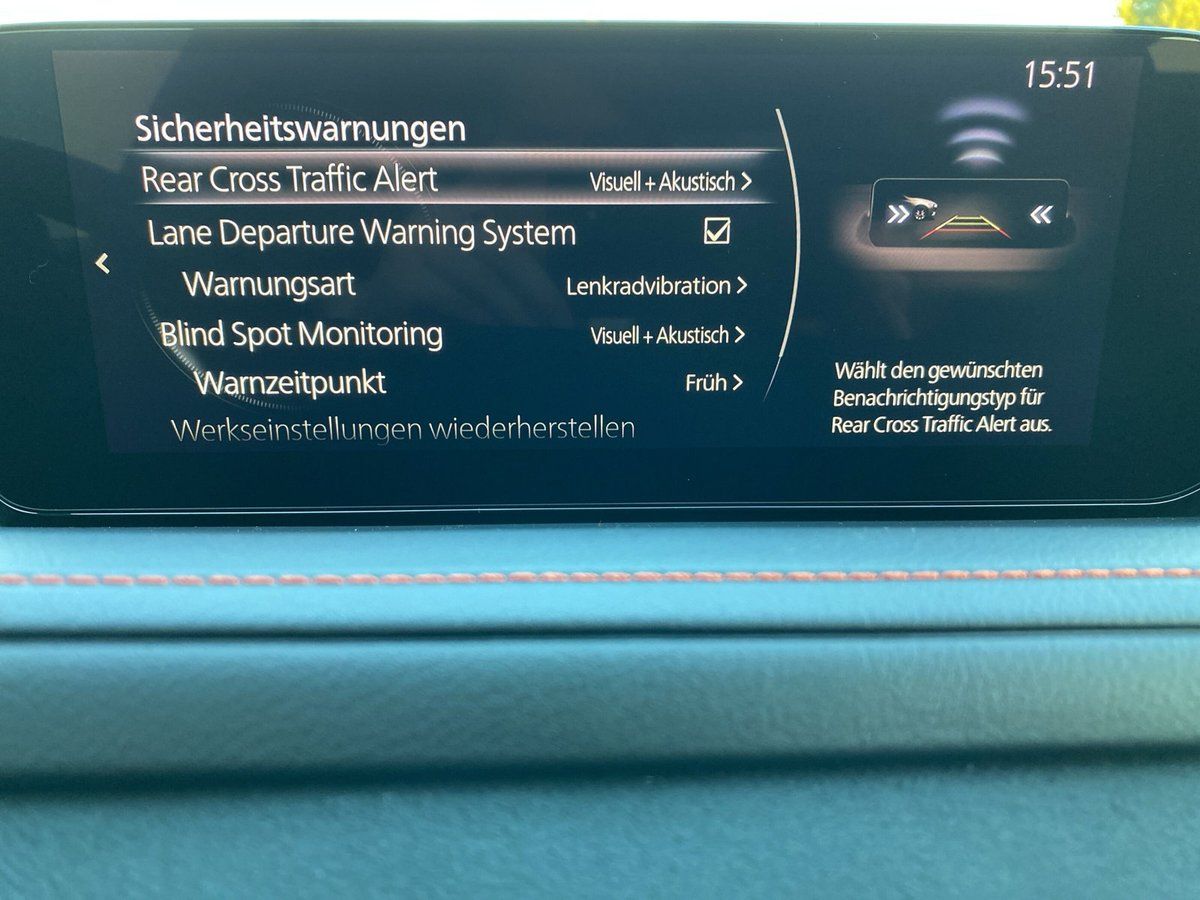 15:51
Sicherheitswarnungen
Rear Cross Traffic Alert Visuell + Akustisch >
Lane Departure Warning System
Warnungsart Lenkradvibration >
Blind Spot Monitoring Visuell + Akustisch >
Warnzeitpunkt Früh >
Werkseinstellungen wiederherstellen
Wählt den gewünschten
Benachrichtigungstyp für
Rear Cross Traffic Alert aus.